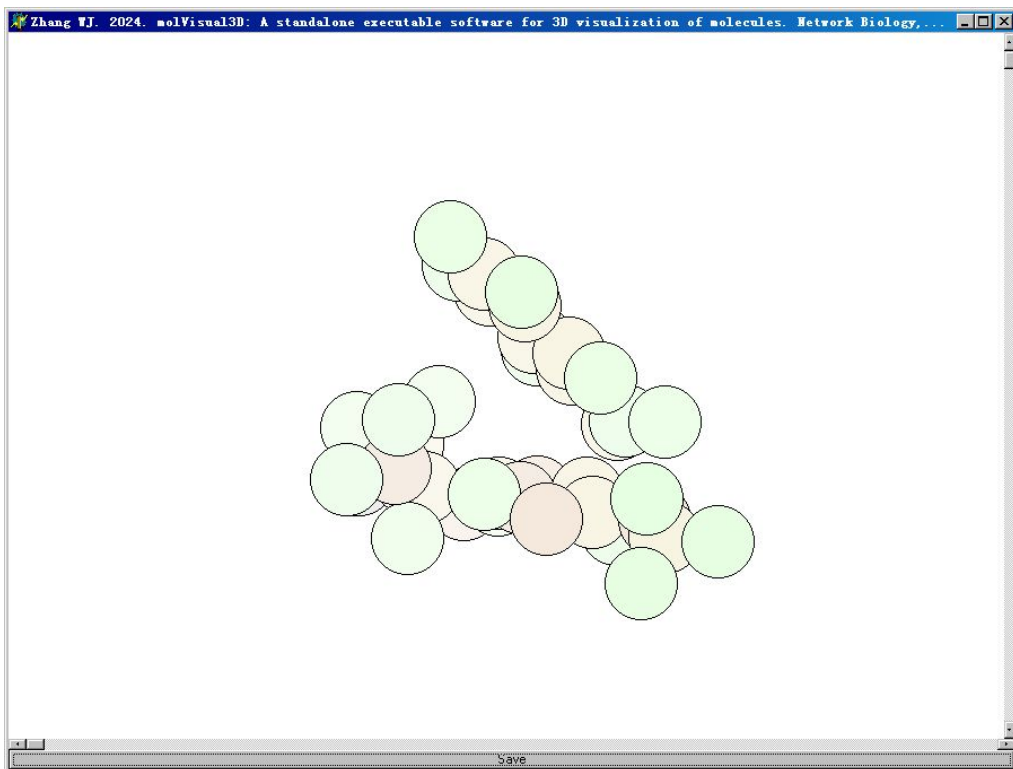 Zhang WJ. 2024. molVisual3D: A standalone executable software for 3D visualization of molecules. Network Biology,...
Save